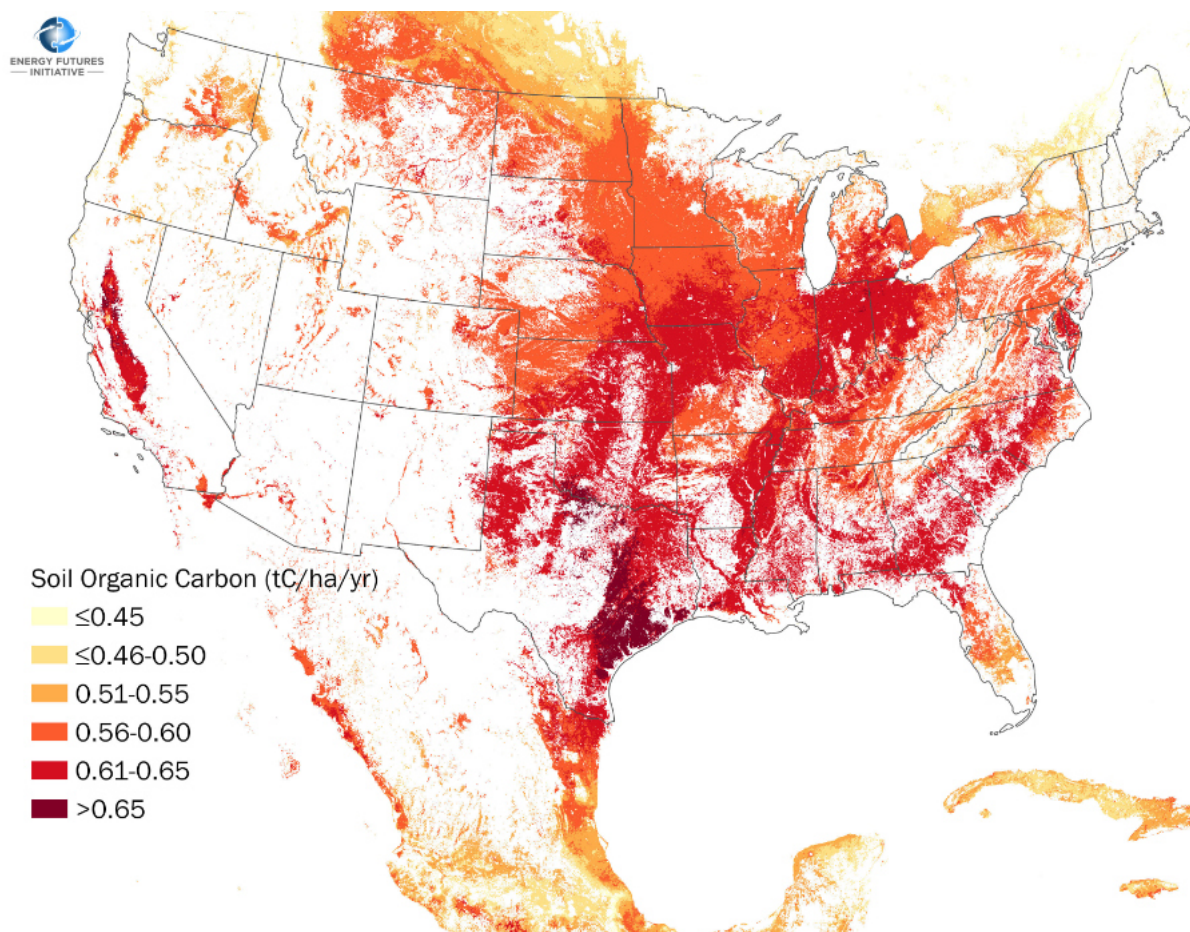 ENERGY FUTURES
INITIATIVE
Soil Organic Carbon (tC/ha/yr)
≤0.45
≤0.46-0.50
0.51-0.55
0.56-0.60
0.61-0.65
>0.65